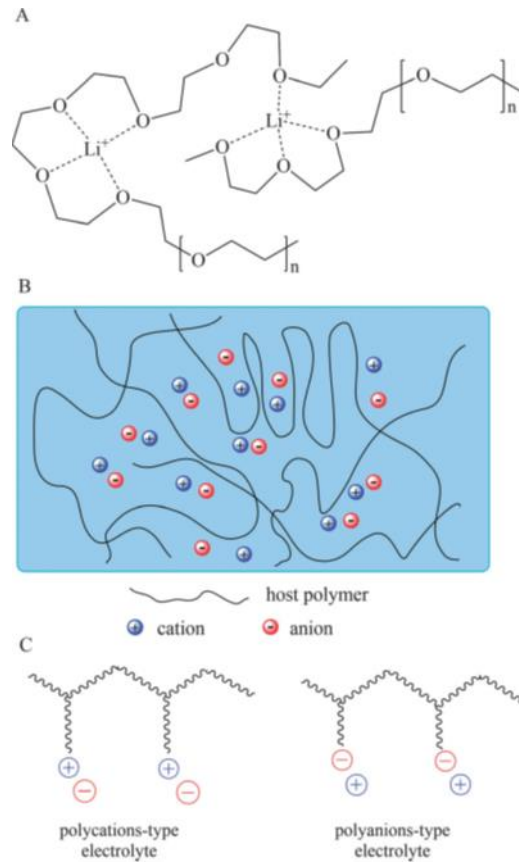 A
O O O O O O n
Li⁺ Li⁺
O O O O
O O n
B
host polymer
+ cation - anion
C
+ + - -
- - + +
polycations-type polyanions-type
electrolyte electrolyte